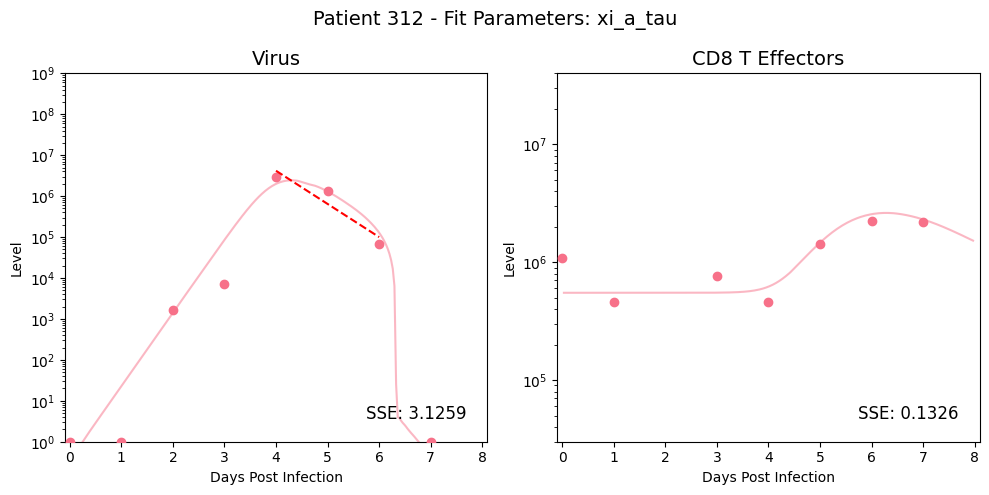 Patient 312 - Fit Parameters: xi_a_tau
Virus
Level
10^9
10^8
10^7
10^6
10^5
10^4
10^3
10^2
10^1
10^0
SSE: 3.1259
0 1 2 3 4 5 6 7 8
Days Post Infection
CD8 T Effectors
Level
10^7
10^6
10^5
SSE: 0.1326
0 1 2 3 4 5 6 7 8
Days Post Infection